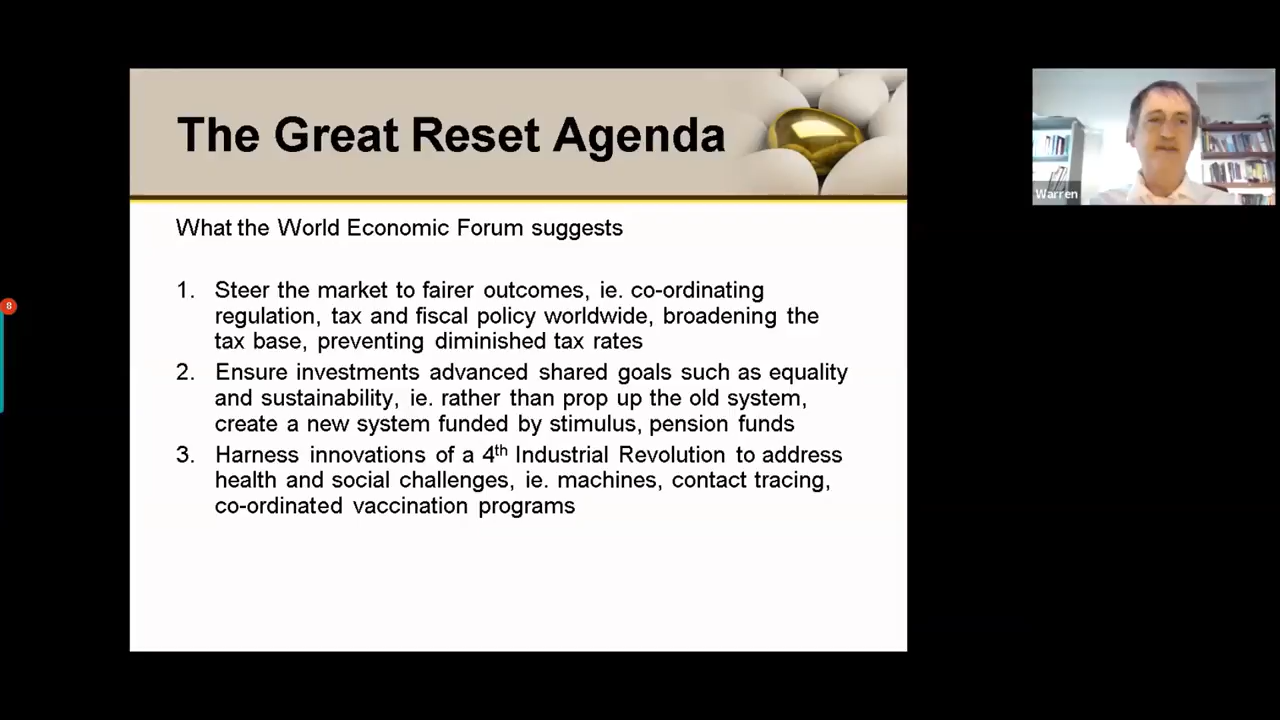 The Great Reset Agenda
What the World Economic Forum suggests
1. Steer the market to fairer outcomes, ie. co-ordinating
regulation, tax and fiscal policy worldwide, broadening the
tax base, preventing diminished tax rates
2. Ensure investments advanced shared goals such as equality
and sustainability, ie. rather than prop up the old system,
create a new system funded by stimulus, pension funds
3. Harness innovations of a 4th Industrial Revolution to address
health and social challenges, ie. machines, contact tracing,
co-ordinated vaccination programs
Warren
8